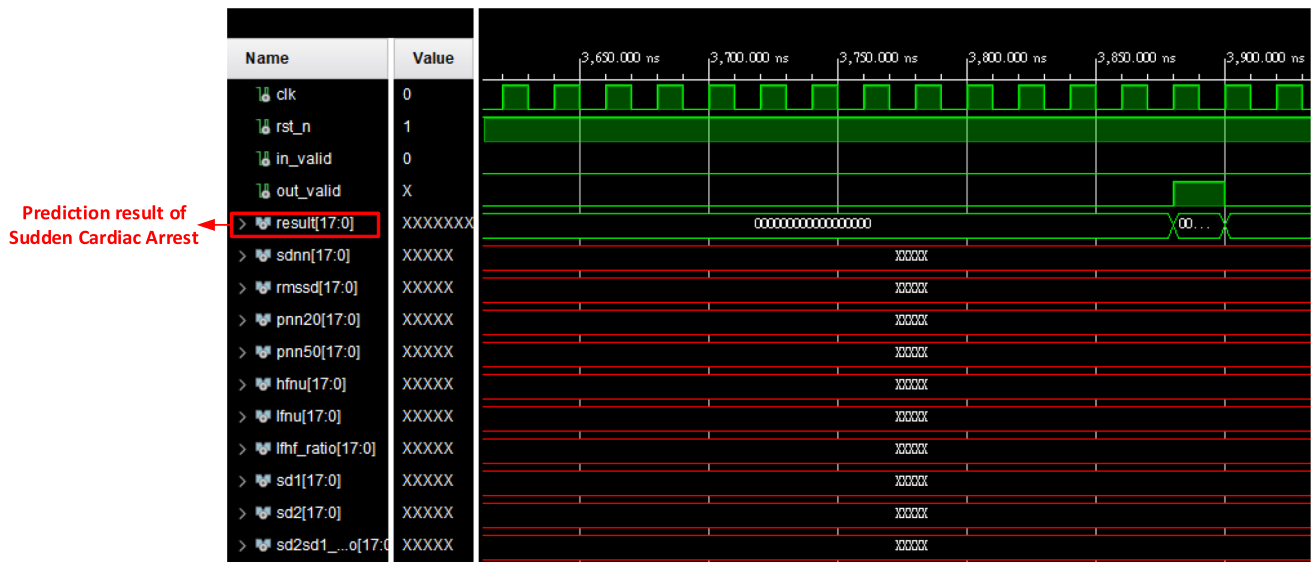 3,650.000 ns 3,700.000 ns 3,750.000 ns 3,800.000 ns 3,850.000 ns 3,900.000 ns
Name Value
clk 0
rst_n 1
in_valid 0
out_valid X
Prediction result of
Sudden Cardiac Arrest
result[17:0] XXXXXXX 000000000000000000 00...
sdnn[17:0] XXXXX XXXXX
rmssd[17:0] XXXXX XXXXX
pnn20[17:0] XXXXX XXXXX
pnn50[17:0] XXXXX XXXXX
hfnu[17:0] XXXXX XXXXX
lfnu[17:0] XXXXX XXXXX
lfhf_ratio[17:0] XXXXX XXXXX
sd1[17:0] XXXXX XXXXX
sd2[17:0] XXXXX XXXXX
sd2sd1_...o[17:0 XXXXX XXXXX